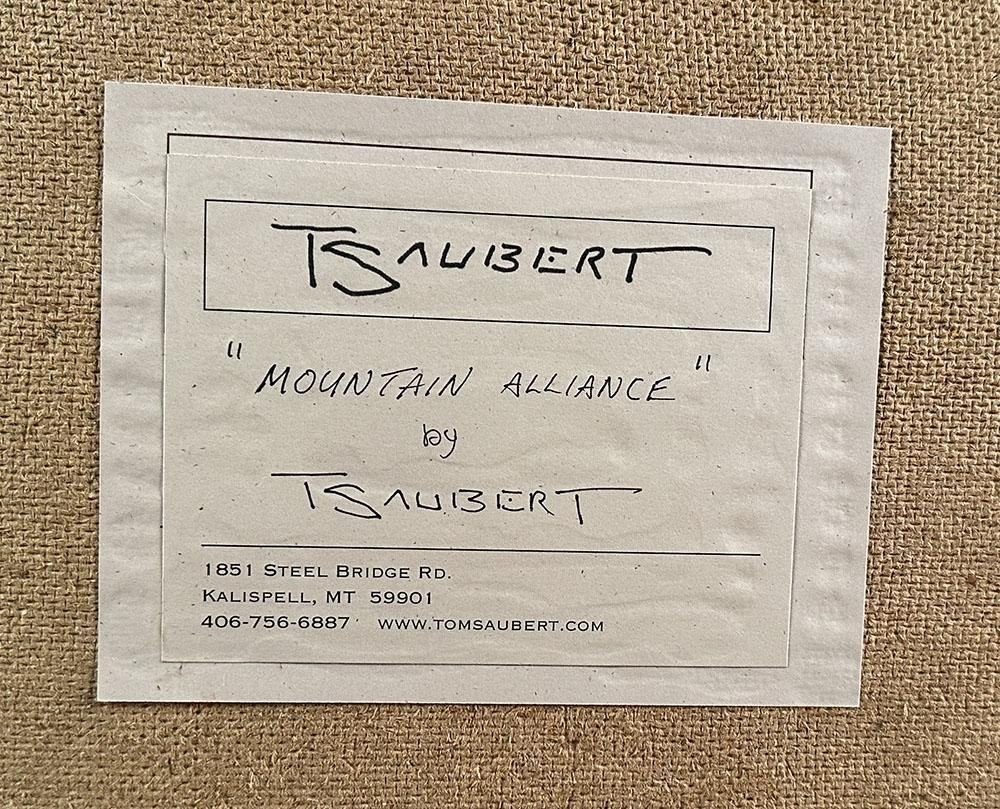 TSAUBERT
"MOUNTAIN ALLIANCE"
by
TSAUBERT
1851 STEEL BRIDGE RD.
KALISPELL, MT 59901
406-756-6887 WWW.TOMSAUBERT.COM